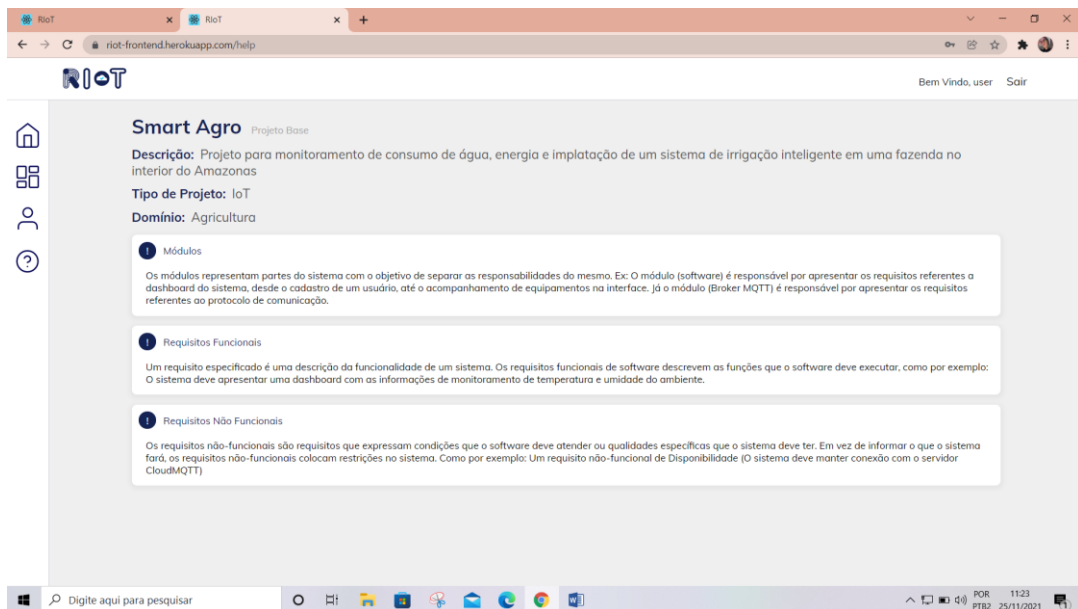 RIoT
RIoT
riot-frontend.herokuapp.com/help
RIOT
Bem Vindo, user Sair
Smart Agro Projeto Base
Descrição: Projeto para monitoramento de consumo de água, energia e implatação de um sistema de irrigação inteligente em uma fazenda no
interior do Amazonas
Tipo de Projeto: IoT
Domínio: Agricultura
! Módulos
Os módulos representam partes do sistema com o objetivo de separar as responsabilidades do mesmo. Ex: O módulo (software) é responsável por apresentar os requisitos referentes a
dashboard do sistema, desde o cadastro de um usuário, até o acompanhamento de equipamentos na interface. Já o módulo (Broker MQTT) é responsável por apresentar os requisitos
referentes ao protocolo de comunicação.
! Requisitos Funcionais
Um requisito especificado é uma descrição da funcionalidade de um sistema. Os requisitos funcionais de software descrevem as funções que o software deve executar, como por exemplo:
O sistema deve apresentar uma dashboard com as informações de monitoramento de temperatura e umidade do ambiente.
! Requisitos Não Funcionais
Os requisitos não-funcionais são requisitos que expressam condições que o software deve atender ou qualidades específicas que o sistema deve ter. Em vez de informar o que o sistema
fará, os requisitos não-funcionais colocam restrições no sistema. Como por exemplo: Um requisito não-funcional de Disponibilidade (O sistema deve manter conexão com o servidor
CloudMQTT)
Digite aqui para pesquisar
POR 11:23
PTB2 25/11/2021